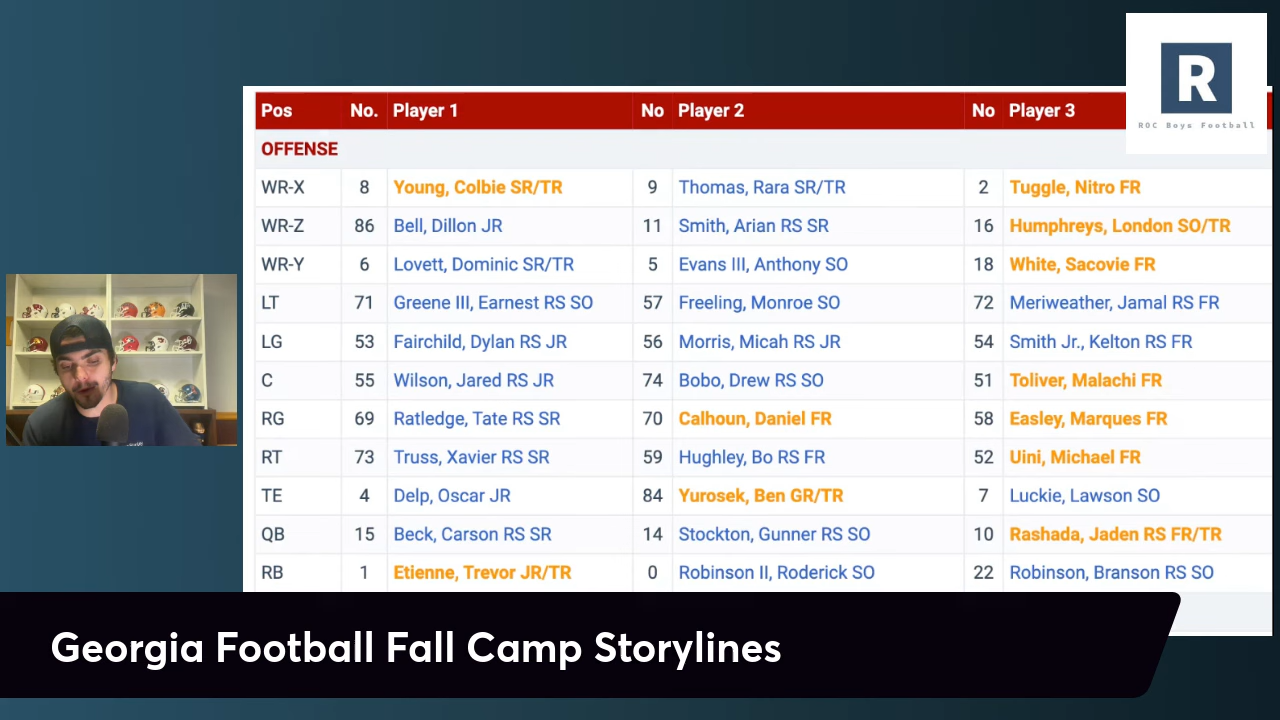 R
ROC Boys Football
Pos No. Player 1 No Player 2 No Player 3
OFFENSE
WR-X 8 Young, Colbie SR/TR 9 Thomas, Rara SR/TR 2 Tuggle, Nitro FR
WR-Z 86 Bell, Dillon JR 11 Smith, Arian RS SR 16 Humphreys, London SO/TR
WR-Y 6 Lovett, Dominic SR/TR 5 Evans III, Anthony SO 18 White, Sacovie FR
LT 71 Greene III, Earnest RS SO 57 Freeling, Monroe SO 72 Meriweather, Jamal RS FR
LG 53 Fairchild, Dylan RS JR 56 Morris, Micah RS JR 54 Smith Jr., Kelton RS FR
C 55 Wilson, Jared RS JR 74 Bobo, Drew RS SO 51 Toliver, Malachi FR
RG 69 Ratledge, Tate RS SR 70 Calhoun, Daniel FR 58 Easley, Marques FR
RT 73 Truss, Xavier RS SR 59 Hughley, Bo RS FR 52 Uini, Michael FR
TE 4 Delp, Oscar JR 84 Yurosek, Ben GR/TR 7 Luckie, Lawson SO
QB 15 Beck, Carson RS SR 14 Stockton, Gunner RS SO 10 Rashada, Jaden RS FR/TR
RB 1 Etienne, Trevor JR/TR 0 Robinson II, Roderick SO 22 Robinson, Branson RS SO
Georgia Football Fall Camp Storylines